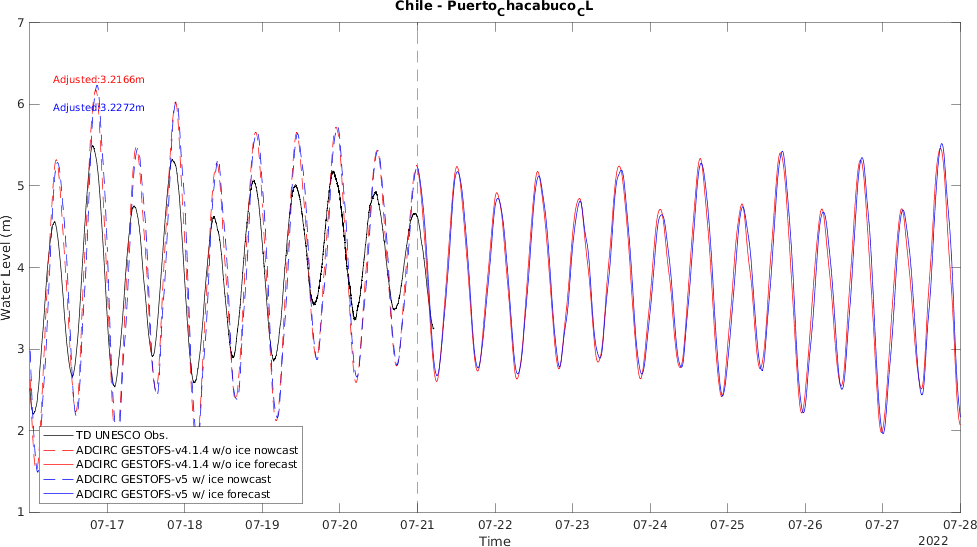 Chile - Puerto_Chacabuco_CL
7
6
5
4
3
2
1
Water Level (m)
Adjusted:3.2166m
Adjusted:3.2272m
TD UNESCO Obs.
ADCIRC GESTOFS-v4.1.4 w/o ice nowcast
ADCIRC GESTOFS-v4.1.4 w/o ice forecast
ADCIRC GESTOFS-v5 w/ ice nowcast
ADCIRC GESTOFS-v5 w/ ice forecast
07-17 07-18 07-19 07-20 07-21 07-22 07-23 07-24 07-25 07-26 07-27 07-28
Time
2022